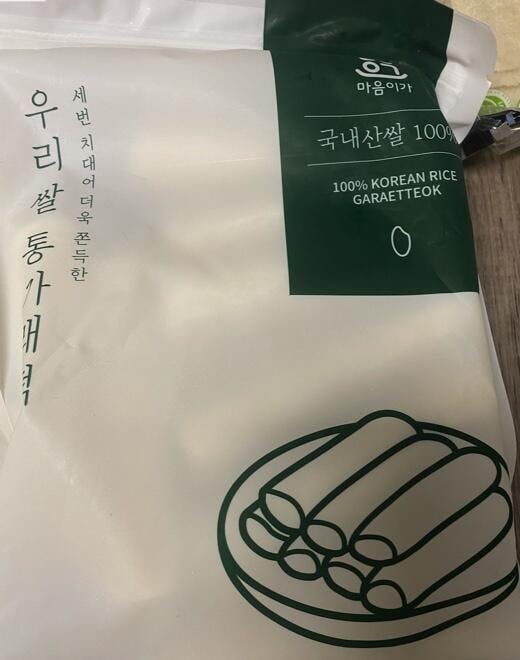 세 번 치대어 더욱 쫀득한
우리쌀 통가래떡
마음이가
국내산쌀 100%
100% KOREAN RICE
GARAETTEOK